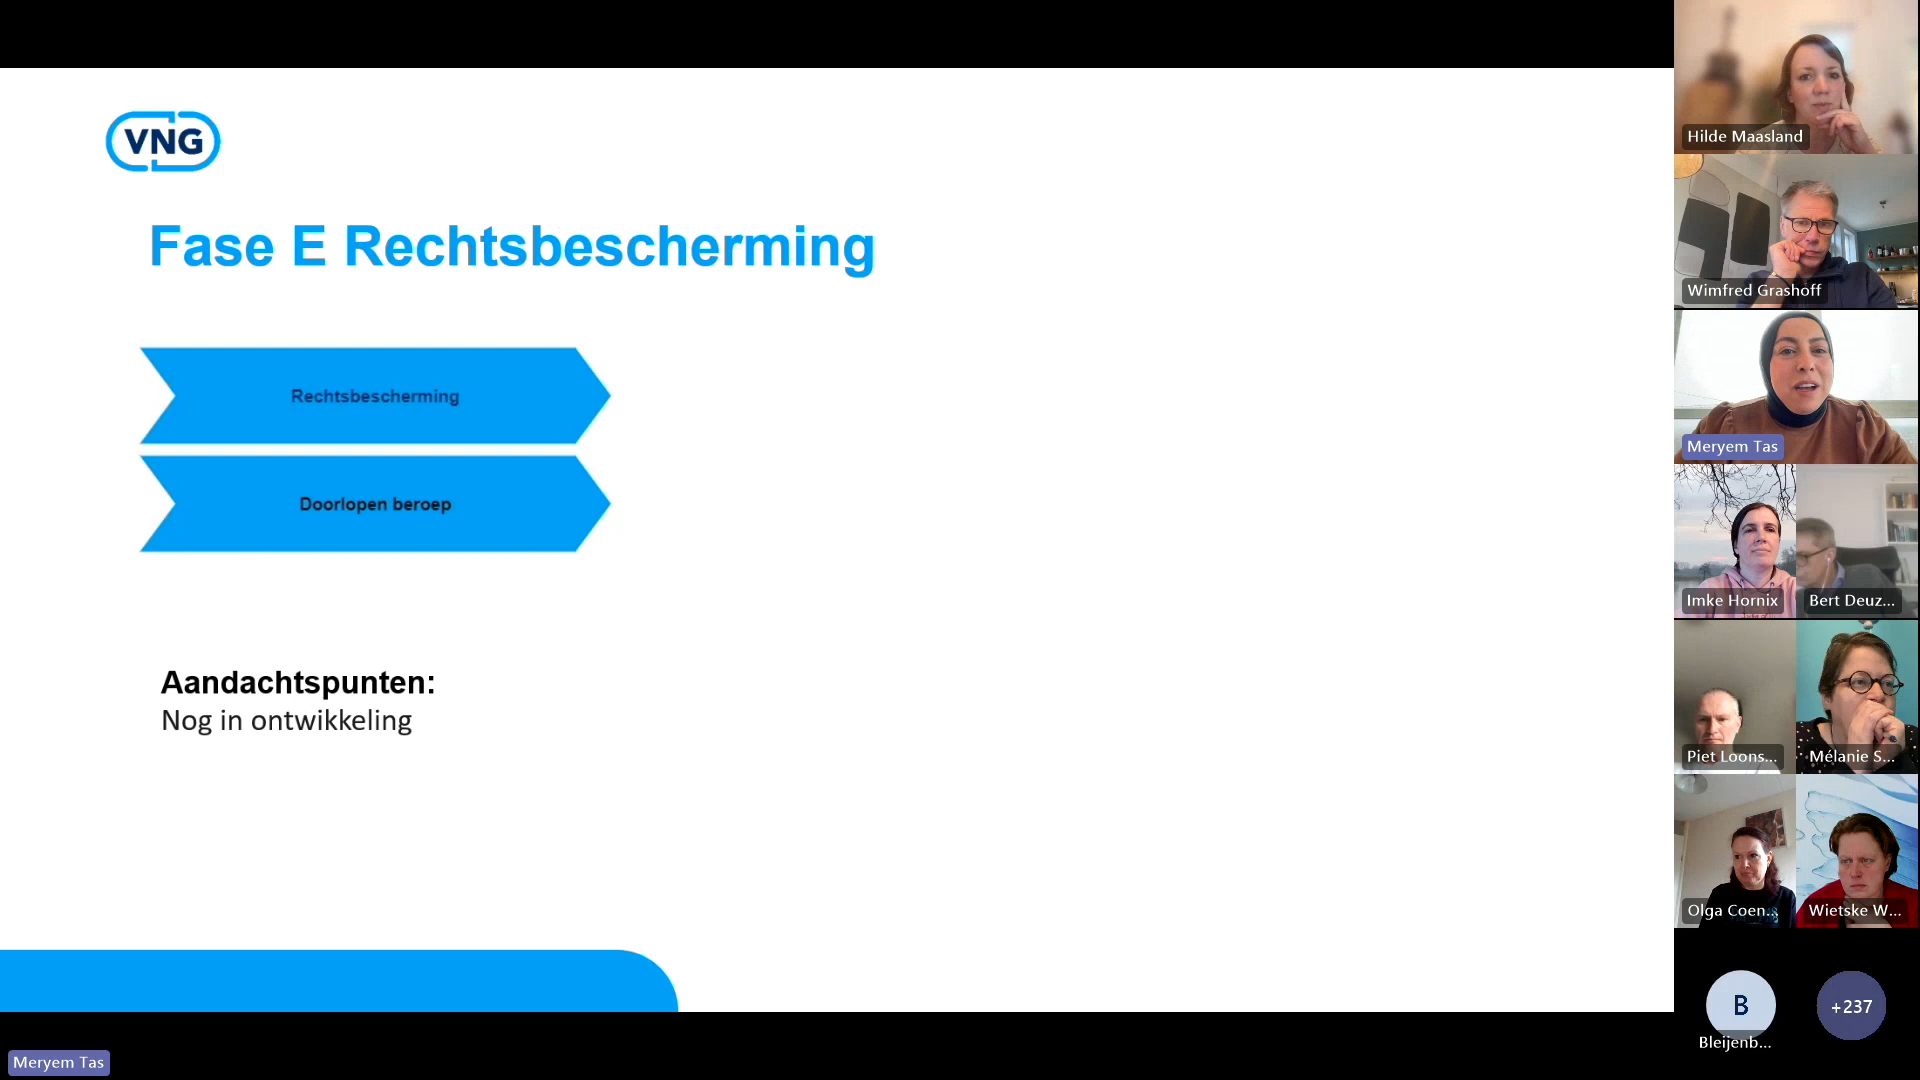 VNG
Fase E Rechtsbescherming
Rechtsbescherming
Doorlopen beroep
Aandachtspunten:
Nog in ontwikkeling
Meryem Tas
Hilde Maasland
Wimfred Grashoff
Meryem Tas
Imke Hornix
Bert Deuz...
Piet Loons...
Mélanie S...
Olga Coen...
Wietske W...
B
Bleijenb...
+237